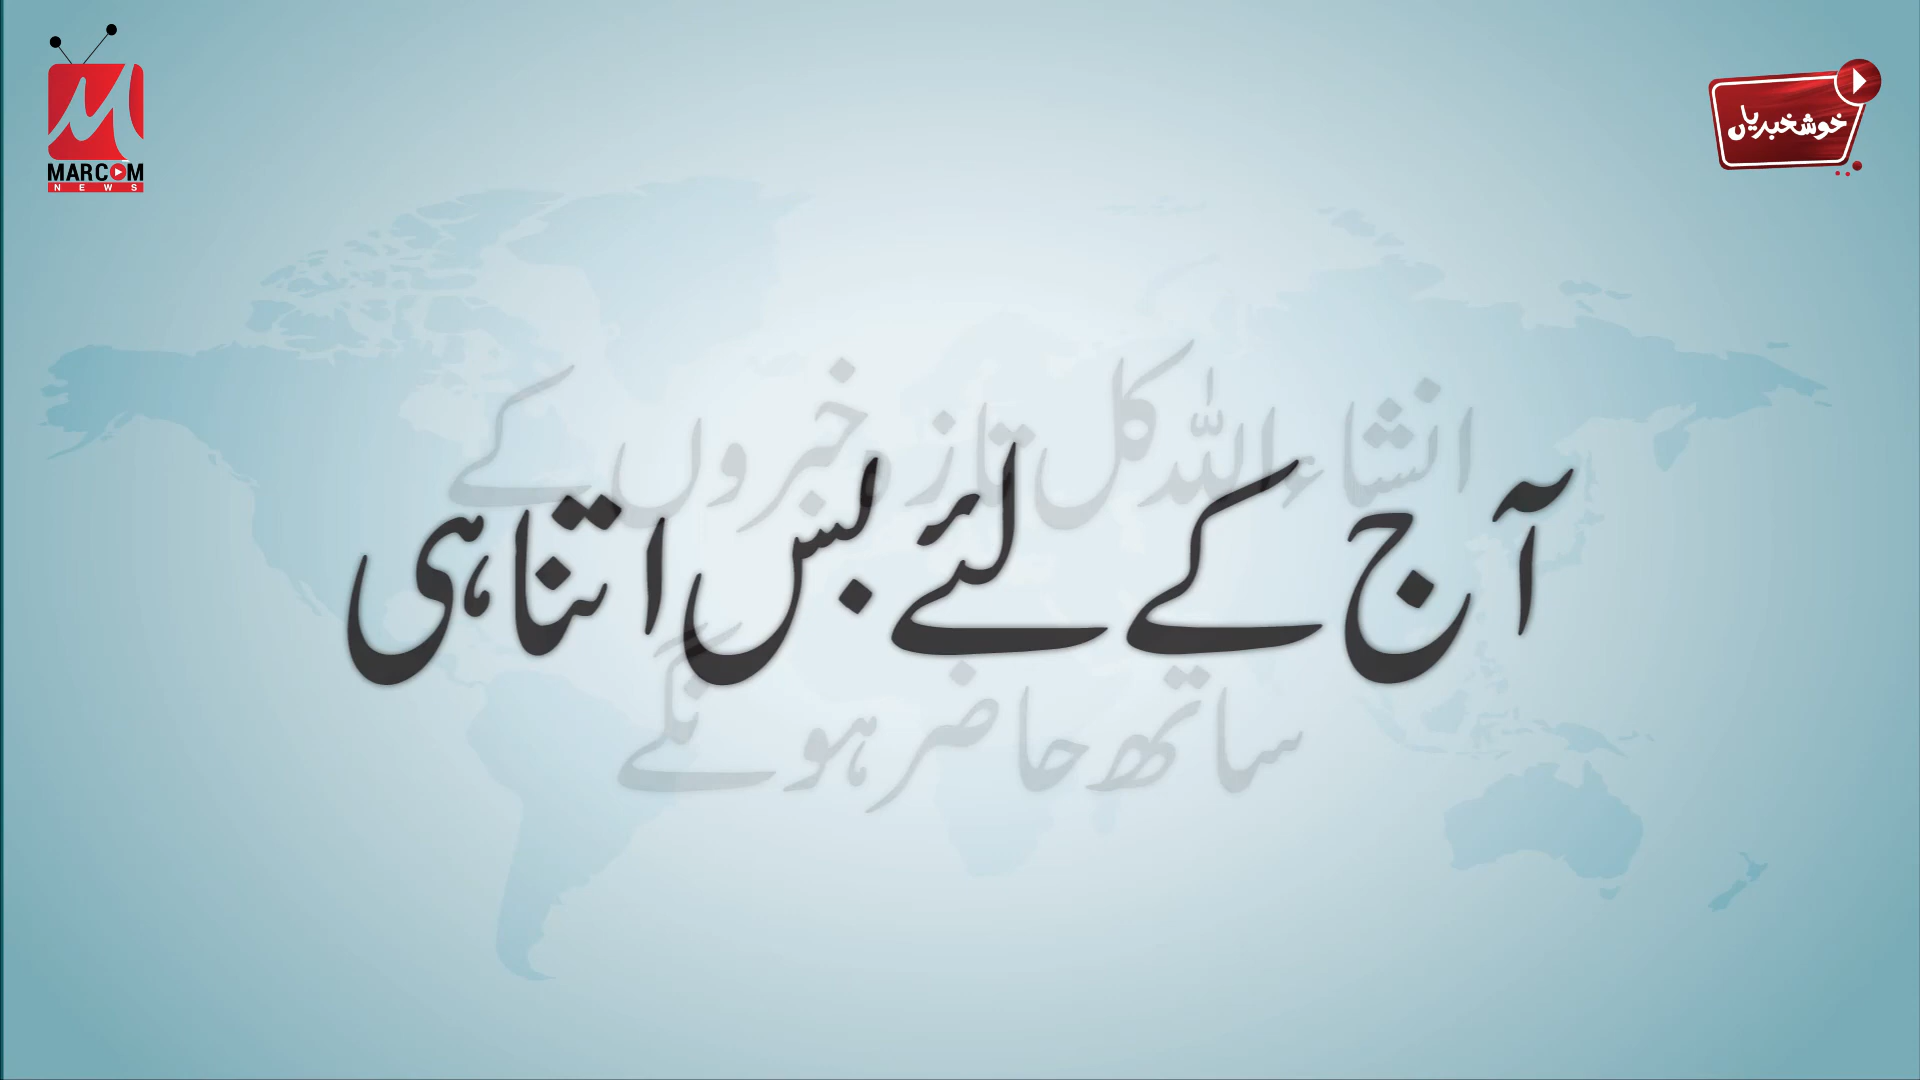 MARCOM
NEWS
خوشخبریاں
انشاءاللہ کل تازہ خبروں کے
آج کے لئے بس اتنا ہی
ساتھ حاضر ہونگے